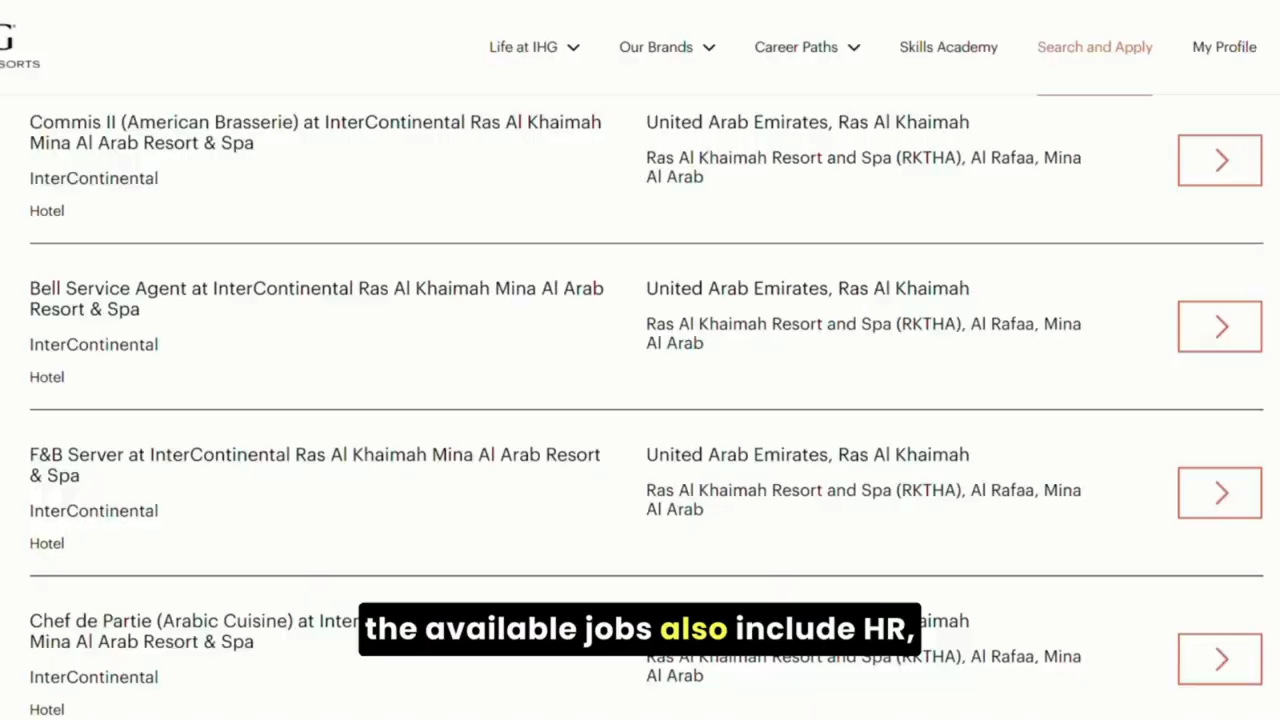 G
SORTS
Life at IHG
Our Brands
Career Paths
Skills Academy
Search and Apply
My Profile
Commis II (American Brasserie) at InterContinental Ras Al Khaimah
Mina Al Arab Resort & Spa
InterContinental
Hotel
United Arab Emirates, Ras Al Khaimah
Ras Al Khaimah Resort and Spa (RKTHA), Al Rafaa, Mina
Al Arab
Bell Service Agent at InterContinental Ras Al Khaimah Mina Al Arab
Resort & Spa
InterContinental
Hotel
United Arab Emirates, Ras Al Khaimah
Ras Al Khaimah Resort and Spa (RKTHA), Al Rafaa, Mina
Al Arab
F&B Server at InterContinental Ras Al Khaimah Mina Al Arab Resort
& Spa
InterContinental
Hotel
United Arab Emirates, Ras Al Khaimah
Ras Al Khaimah Resort and Spa (RKTHA), Al Rafaa, Mina
Al Arab
Chef de Partie (Arabic Cuisine) at Inter
Mina Al Arab Resort & Spa
InterContinental
Hotel
aimah
Ras Al Khaimah Resort and Spa (RKTHA), Al Rafaa, Mina
Al Arab
the available jobs also include HR,